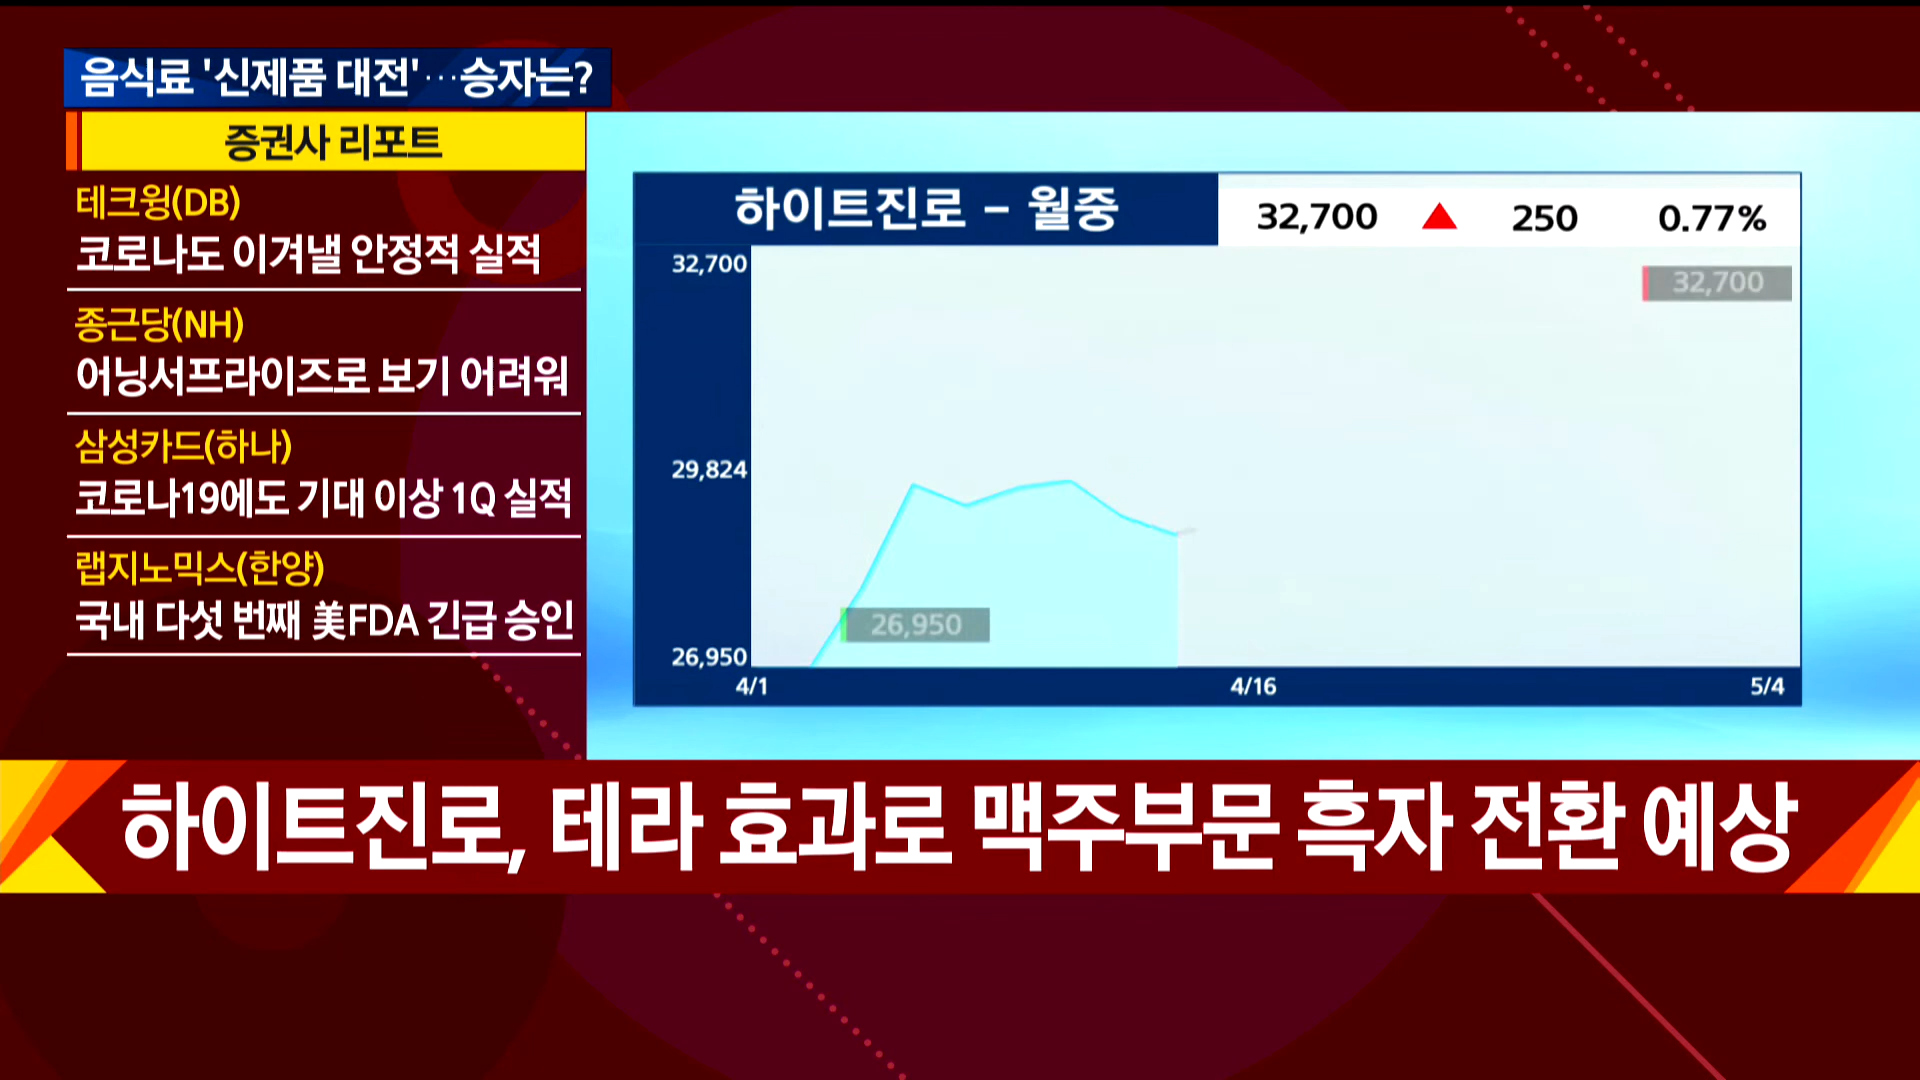 음식료 '신제품 대전'…승자는?
증권사 리포트
테크윙(DB)
코로나도 이겨낼 안정적 실적
종근당(NH)
어닝서프라이즈로 보기 어려워
삼성카드(하나)
코로나19에도 기대 이상 1Q 실적
랩지노믹스(한양)
국내 다섯 번째 美FDA 긴급 승인
하이트진로 - 월중
32,700 ▲ 250 0.77%
32,700
32,700
29,824
26,950
26,950
4/1 4/16 5/4
하이트진로, 테라 효과로 맥주부문 흑자 전환 예상